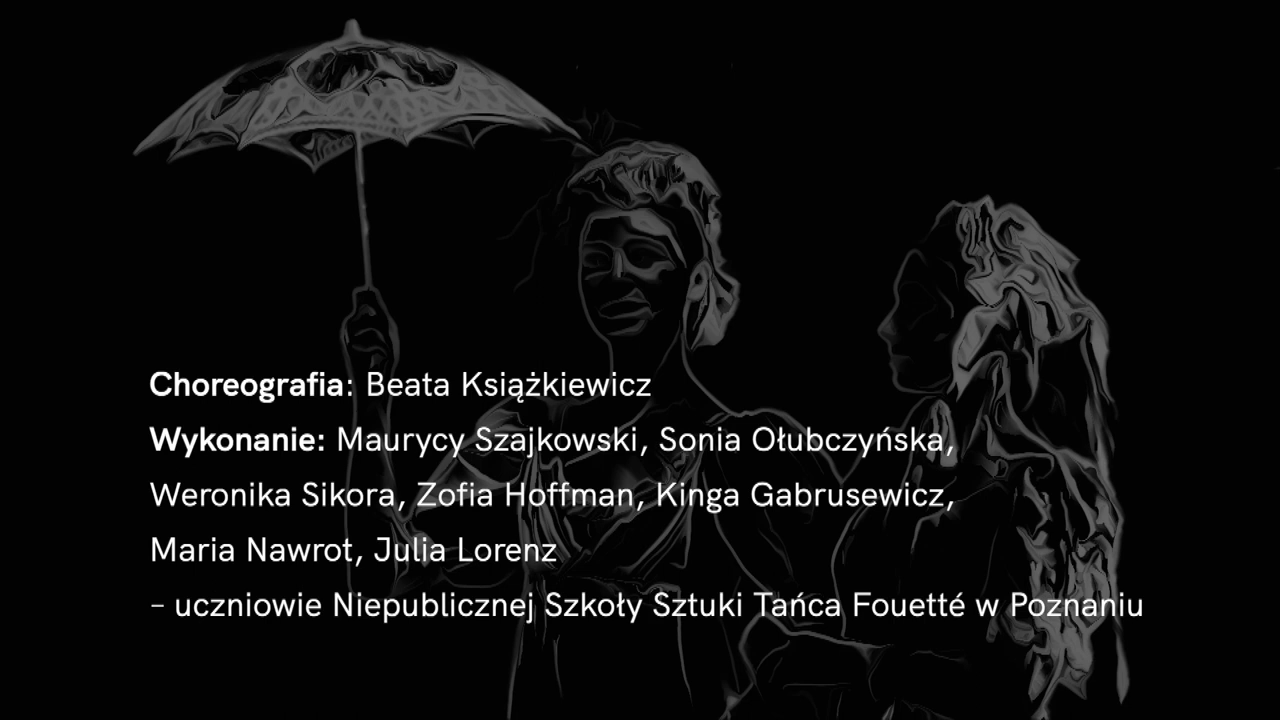 Choreografia: Beata Książkiewicz
Wykonanie: Maurycy Szajkowski, Sonia Ołubczyńska,
Weronika Sikora, Zofia Hoffman, Kinga Gabrusewicz,
Maria Nawrot, Julia Lorenz
– uczniowie Niepublicznej Szkoły Sztuki Tańca Fouetté w Poznaniu